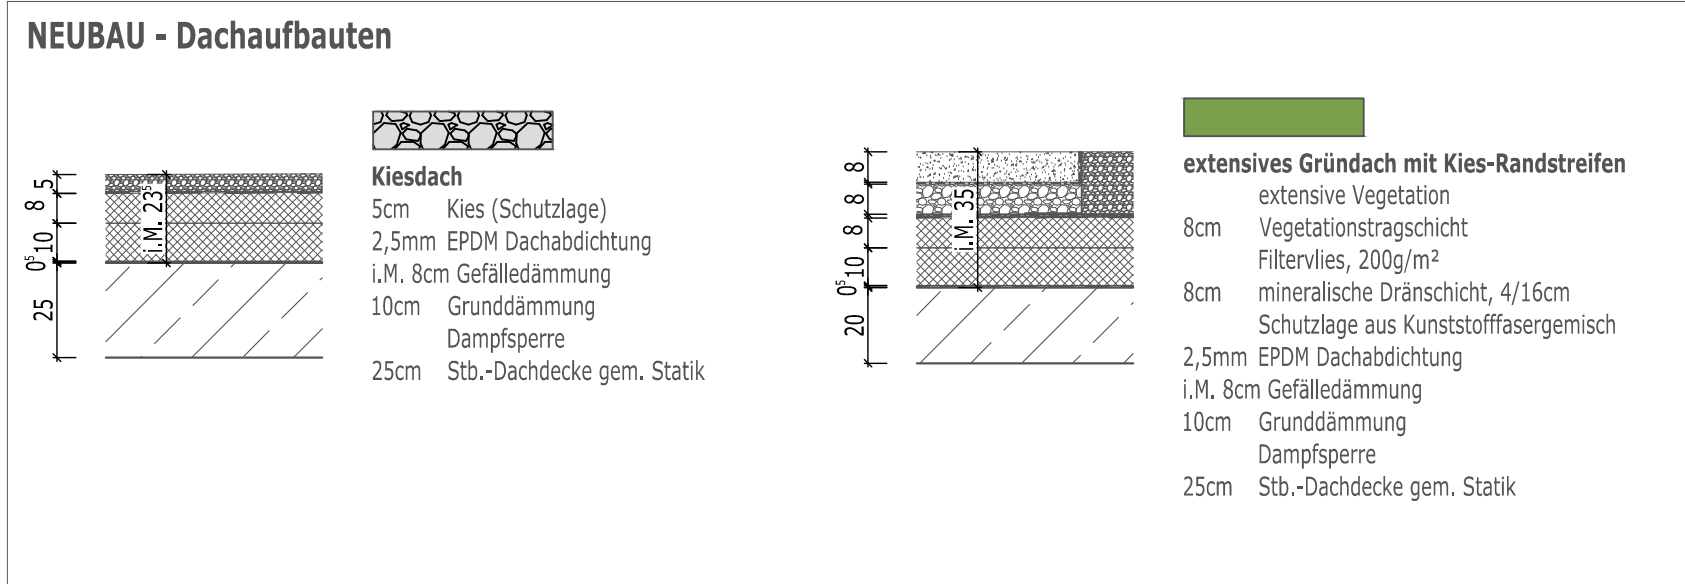 NEUBAU - Dachaufbauten
Kiesdach
5cm Kies (Schutzlage)
2,5mm EPDM Dachabdichtung
i.M. 8cm Gefälledämmung
10cm Grunddämmung
Dampfsperre
25cm Stb.-Dachdecke gem. Statik
5
8
10
0⁵
25
i.M. 23⁵
extensives Gründach mit Kies-Randstreifen
extensive Vegetation
8cm Vegetationstragschicht
Filtervlies, 200g/m²
8cm mineralische Dränschicht, 4/16cm
Schutzlage aus Kunststofffasergemisch
2,5mm EPDM Dachabdichtung
i.M. 8cm Gefälledämmung
10cm Grunddämmung
Dampfsperre
25cm Stb.-Dachdecke gem. Statik
8
8
8
10
0⁵
20
i.M. 35